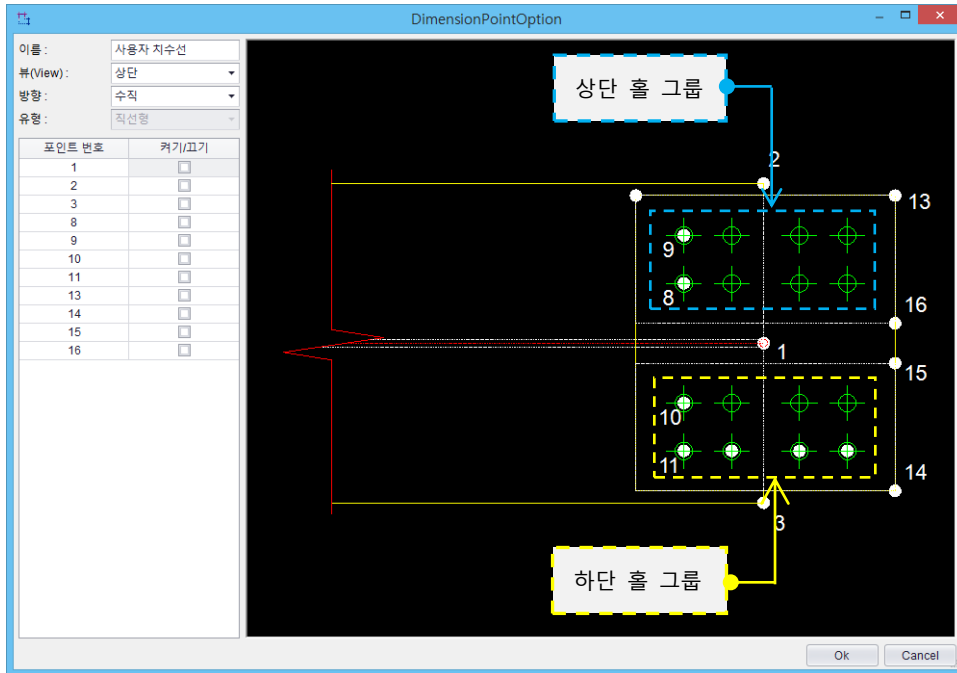 DimensionPointOption
이름 : 사용자 치수선
뷰(View) : 상단
방향 : 수직
유형 : 직선형
포인트 번호 켜기/끄기
1
2
3
8
9
10
11
13
14
15
16
상단 홀 그룹
2
13
9
8
16
1
15
10
11
14
3
하단 홀 그룹
Ok Cancel